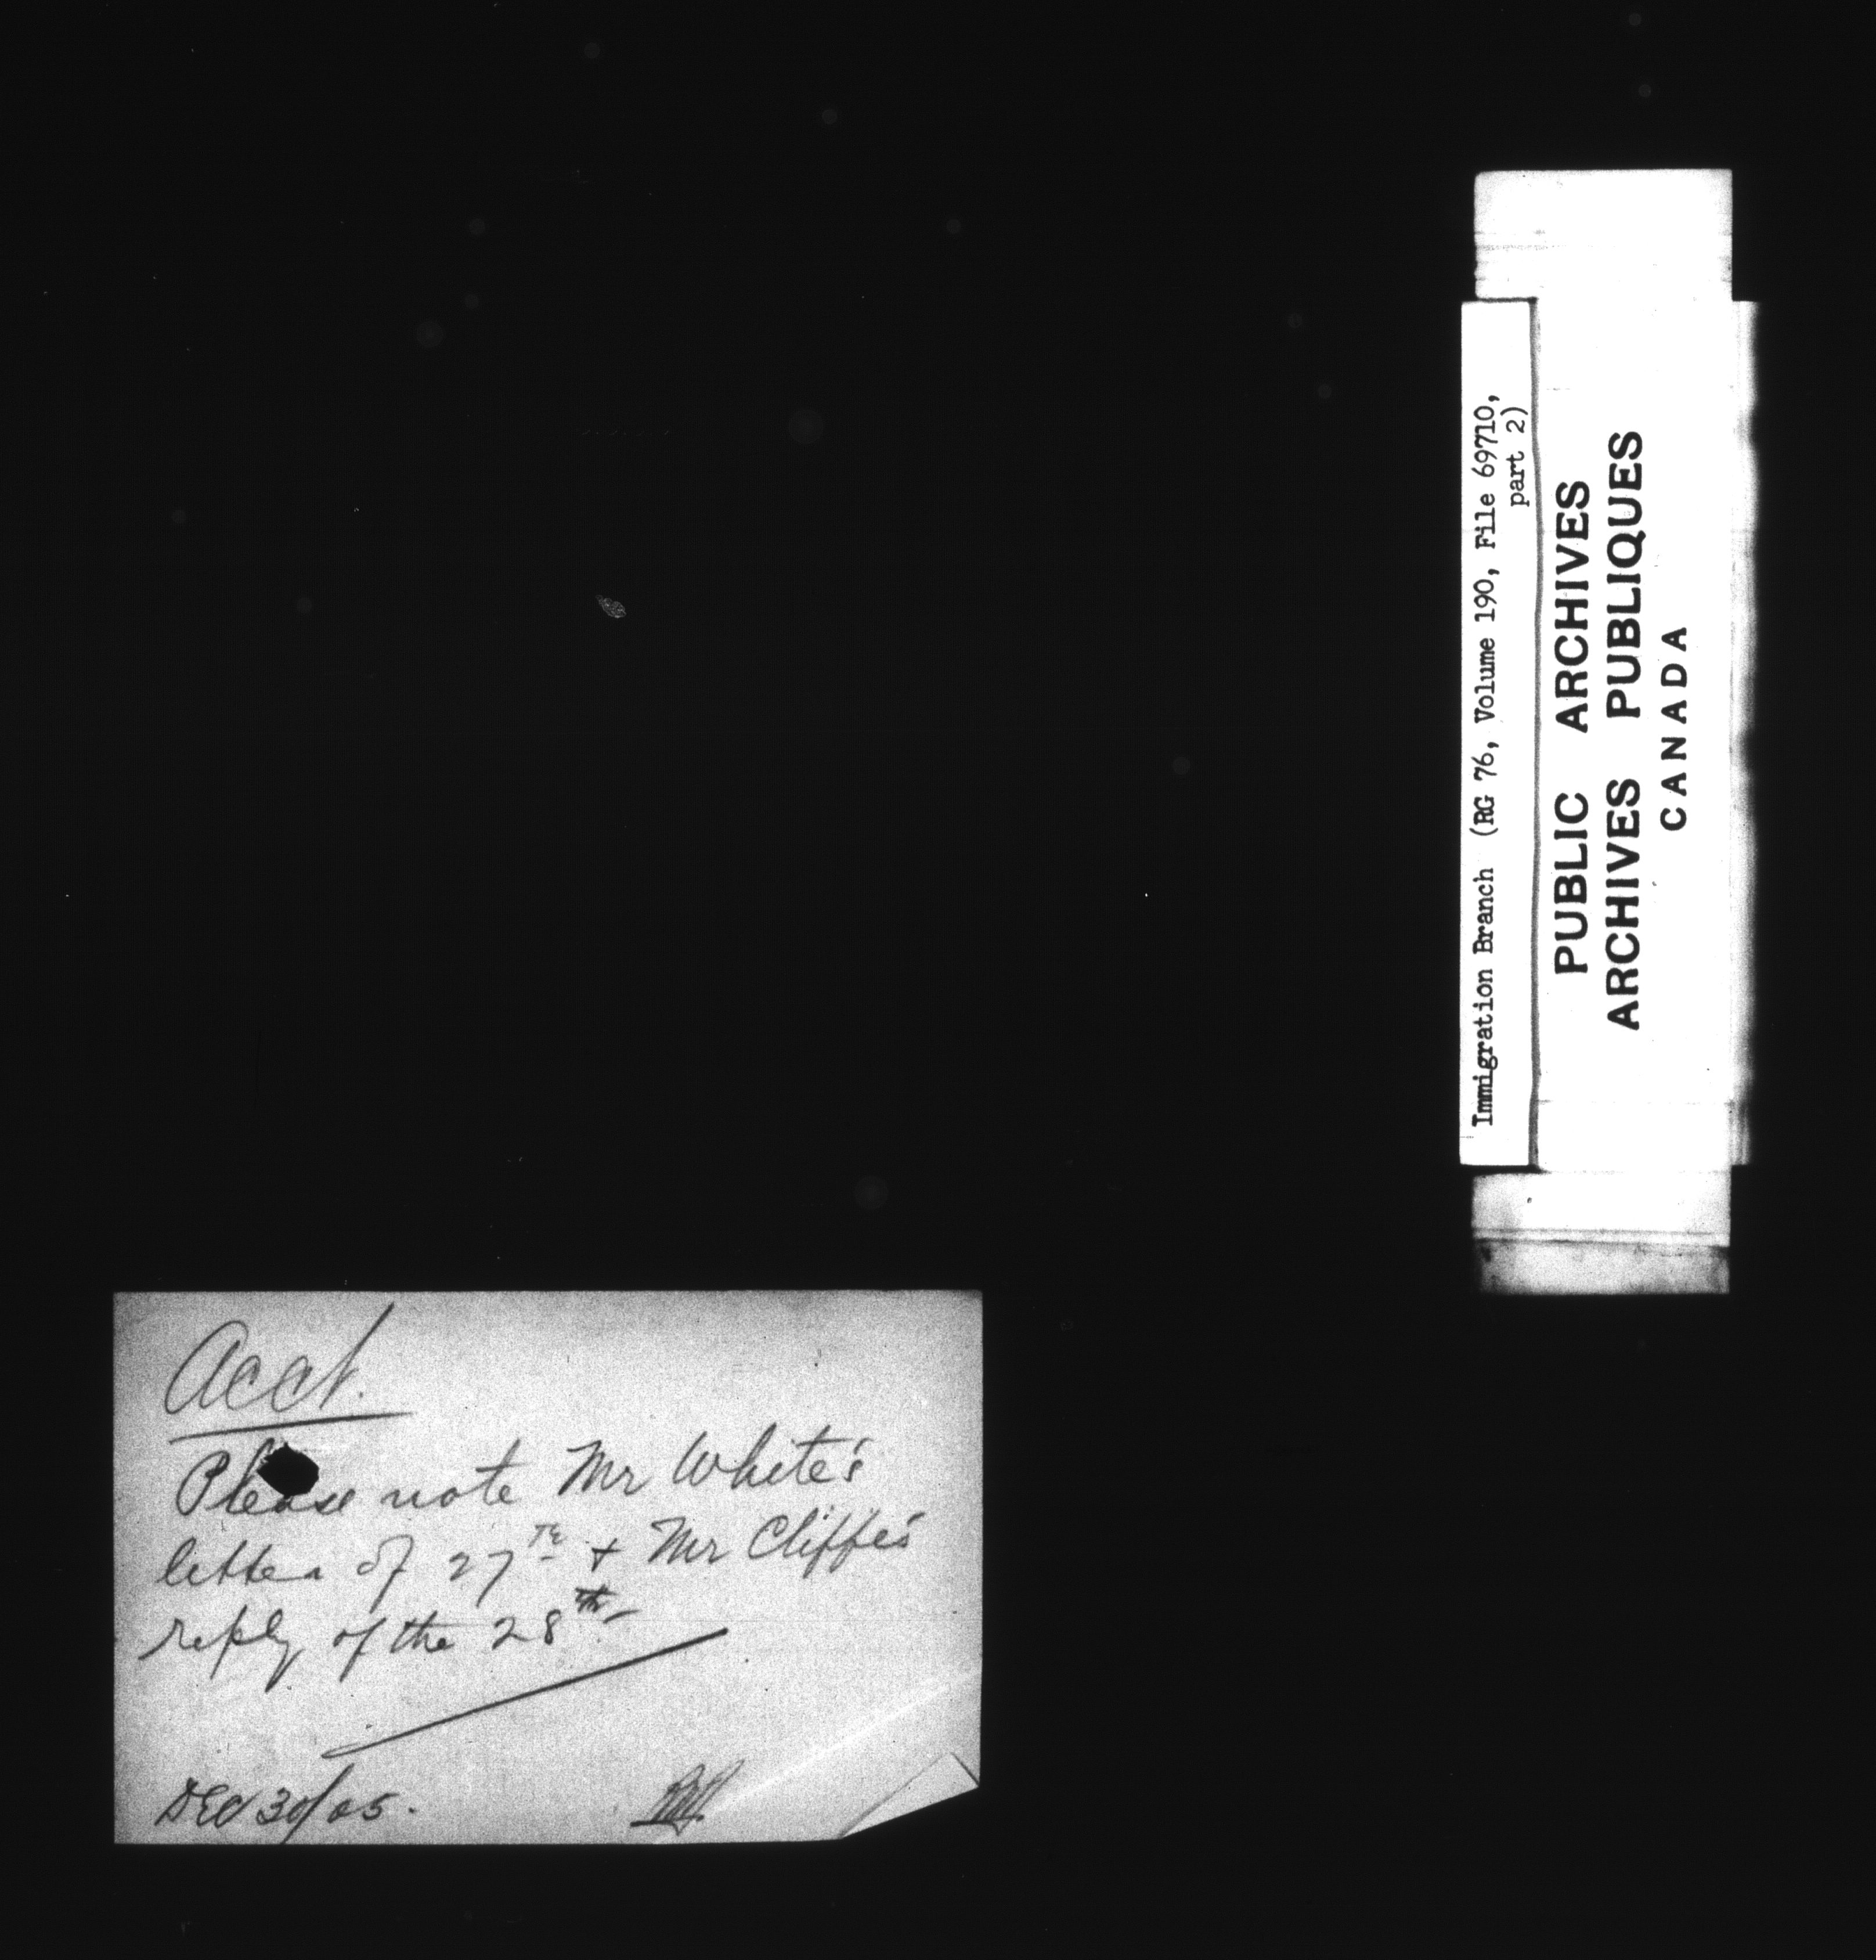 Acct.
Please note Mr White's
letter of 27th + Mr Cliffe's
reply of the 28th
Dec 30/05.
Immigration Branch (RG 76, Volume 190, File 69710,
part 2)
PUBLIC ARCHIVES
ARCHIVES PUBLIQUES
CANADA